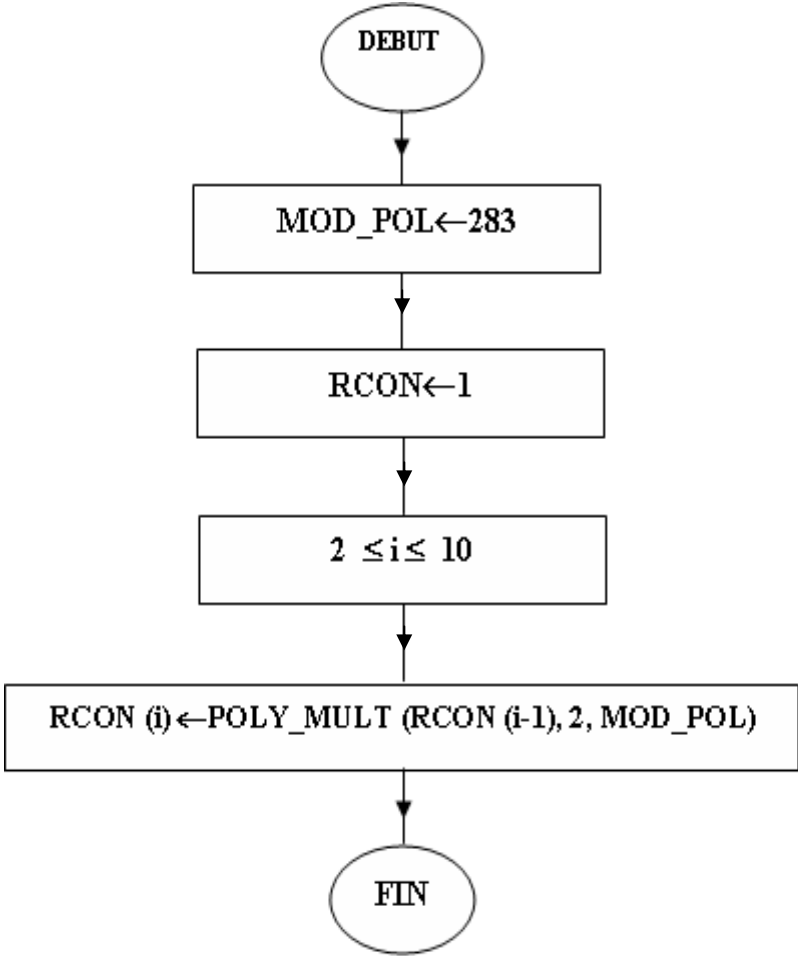 DEBUT
MOD_POL←283
RCON←1
2 ≤ i ≤ 10
RCON (i) ←POLY_MULT (RCON (i-1), 2, MOD_POL)
FIN